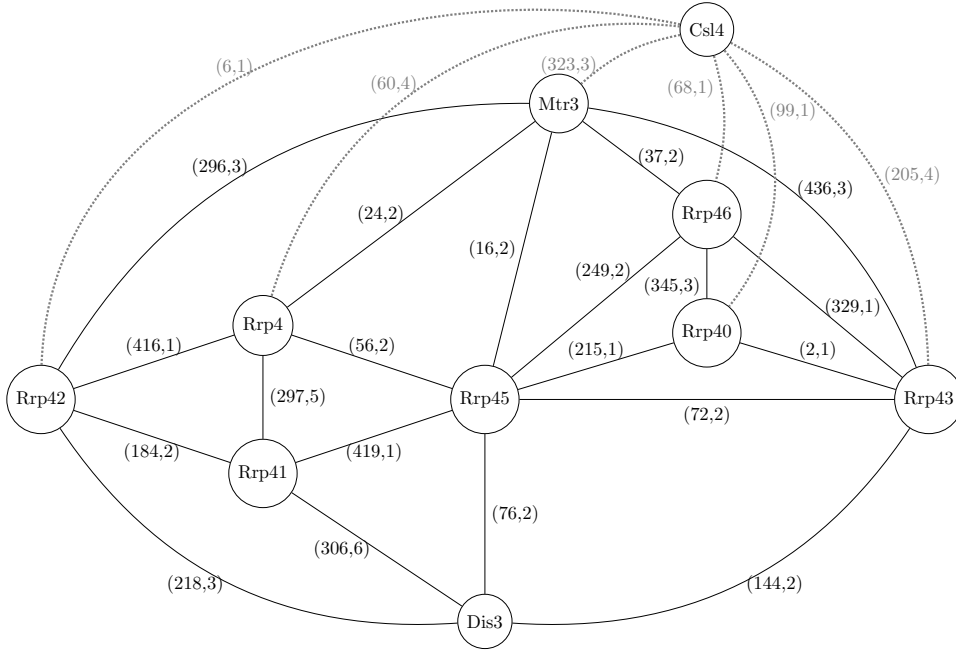 Csl4
(6,1)
(323,3)
(60,4)
(68,1)
Mtr3
(99,1)
(37,2)
(296,3)
(205,4)
(436,3)
(24,2)
Rrp46
(16,2)
(249,2)
(345,3)
(329,1)
Rrp4
Rrp40
(416,1)
(56,2)
(215,1)
(2,1)
Rrp42
(297,5)
Rrp45
Rrp43
(72,2)
(184,2)
(419,1)
Rrp41
(76,2)
(306,6)
(218,3)
(144,2)
Dis3